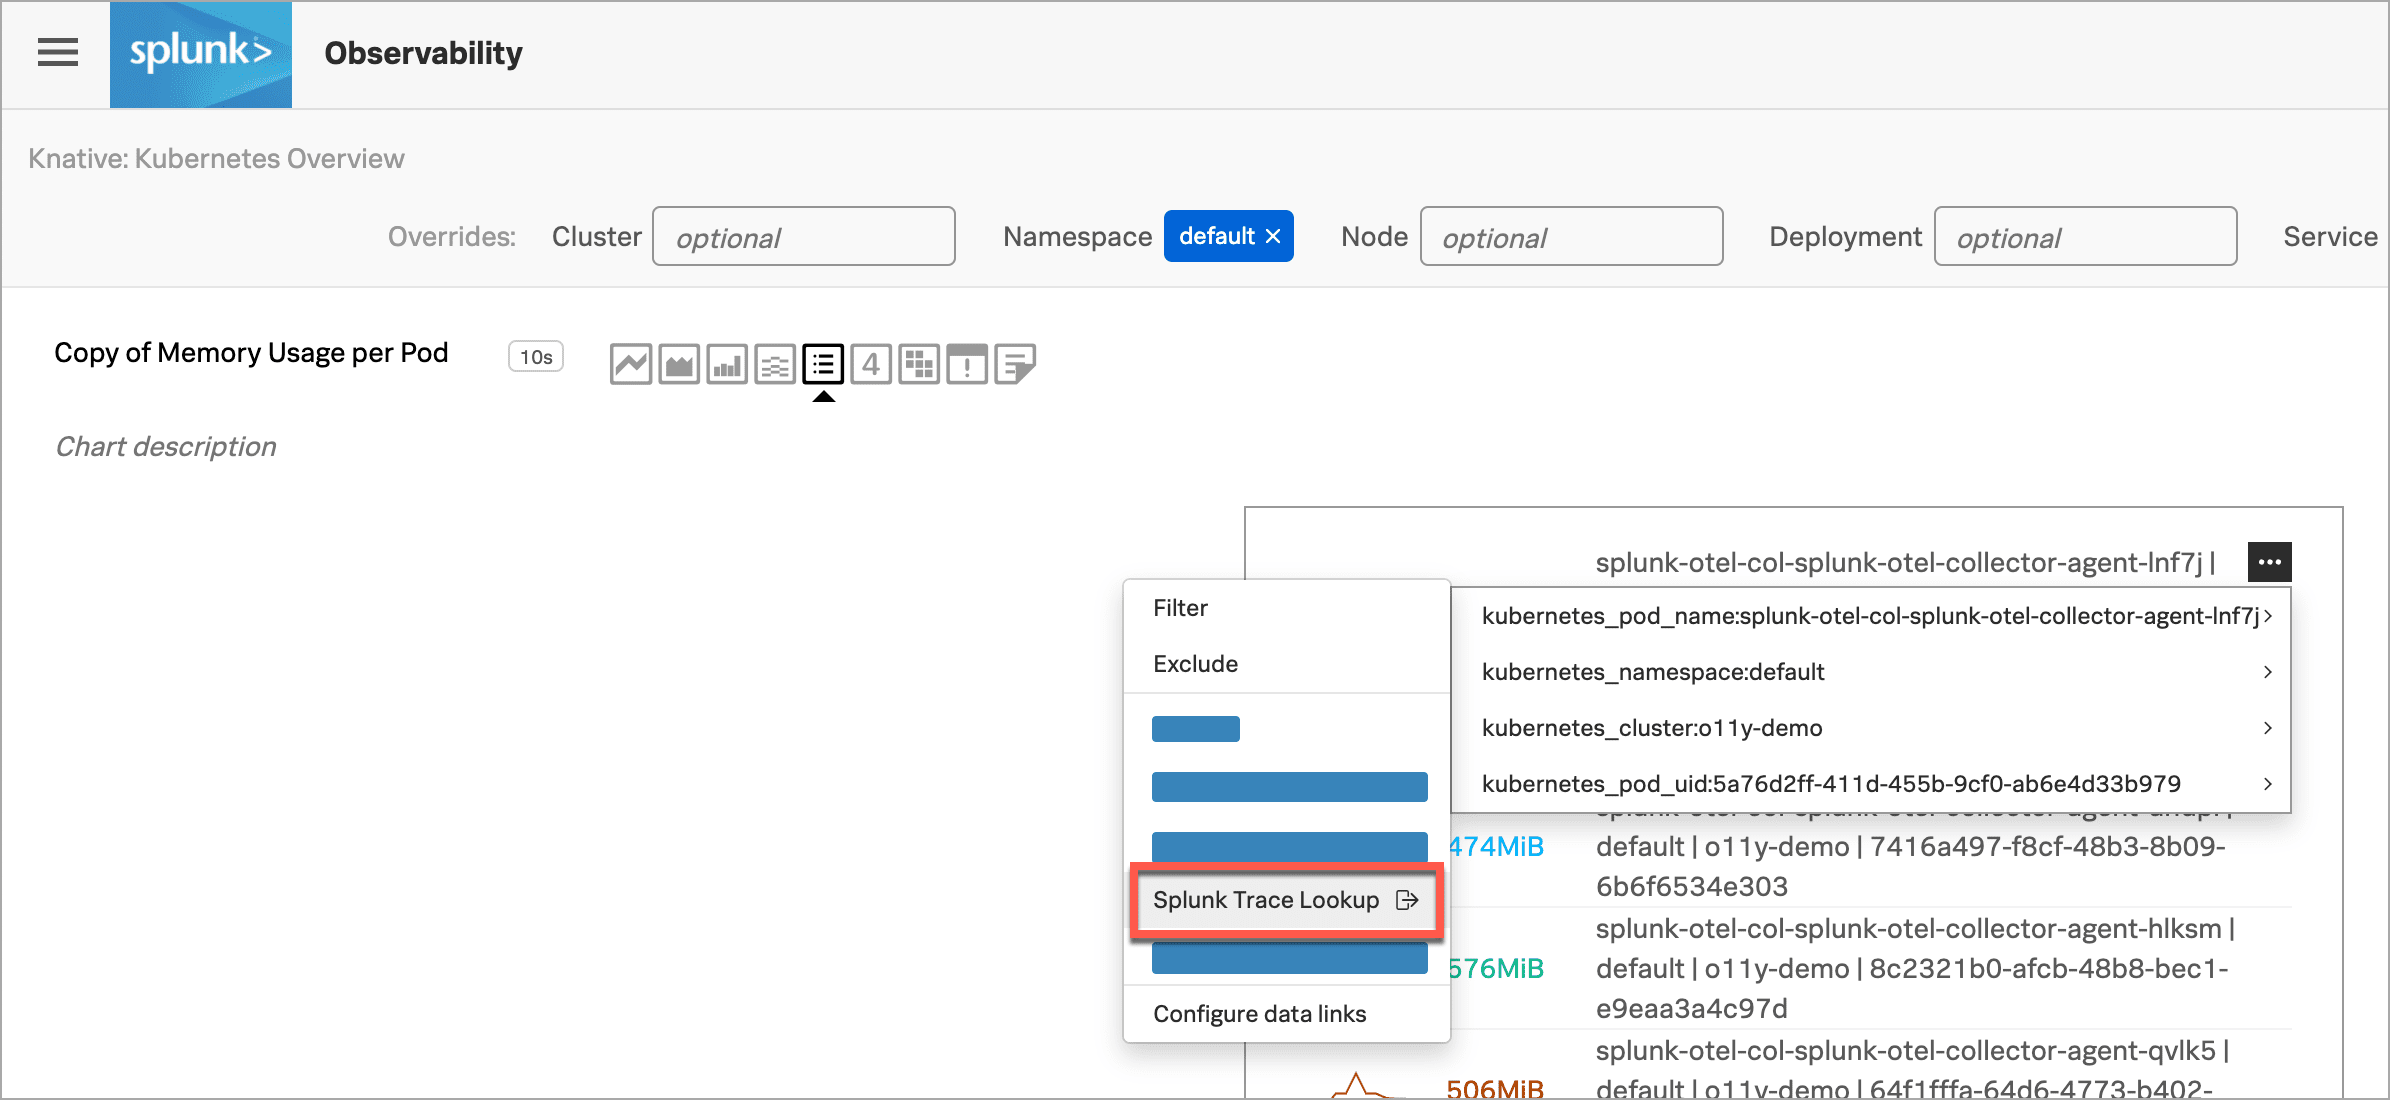 splunk>
Observability
Knative: Kubernetes Overview
Overrides: Cluster optional Namespace default × Node optional Deployment optional Service
Copy of Memory Usage per Pod 10s 4
Chart description
splunk-otel-col-splunk-otel-collector-agent-lnf7j | ...
Filter
Exclude
Splunk Trace Lookup
Configure data links
kubernetes_pod_name:splunk-otel-col-splunk-otel-collector-agent-lnf7j
kubernetes_namespace:default
kubernetes_cluster:o11y-demo
kubernetes_pod_uid:5a76d2ff-411d-455b-9cf0-ab6e4d33b979
474MiB
default | o11y-demo | 7416a497-f8cf-48b3-8b09-
6b6f6534e303
576MiB
splunk-otel-col-splunk-otel-collector-agent-hlksm |
default | o11y-demo | 8c2321b0-afcb-48b8-bec1-
e9eaa3a4c97d
506MiB
splunk-otel-col-splunk-otel-collector-agent-qvlk5 |
default | o11y-demo | 64f1fffa-64d6-4773-b402-